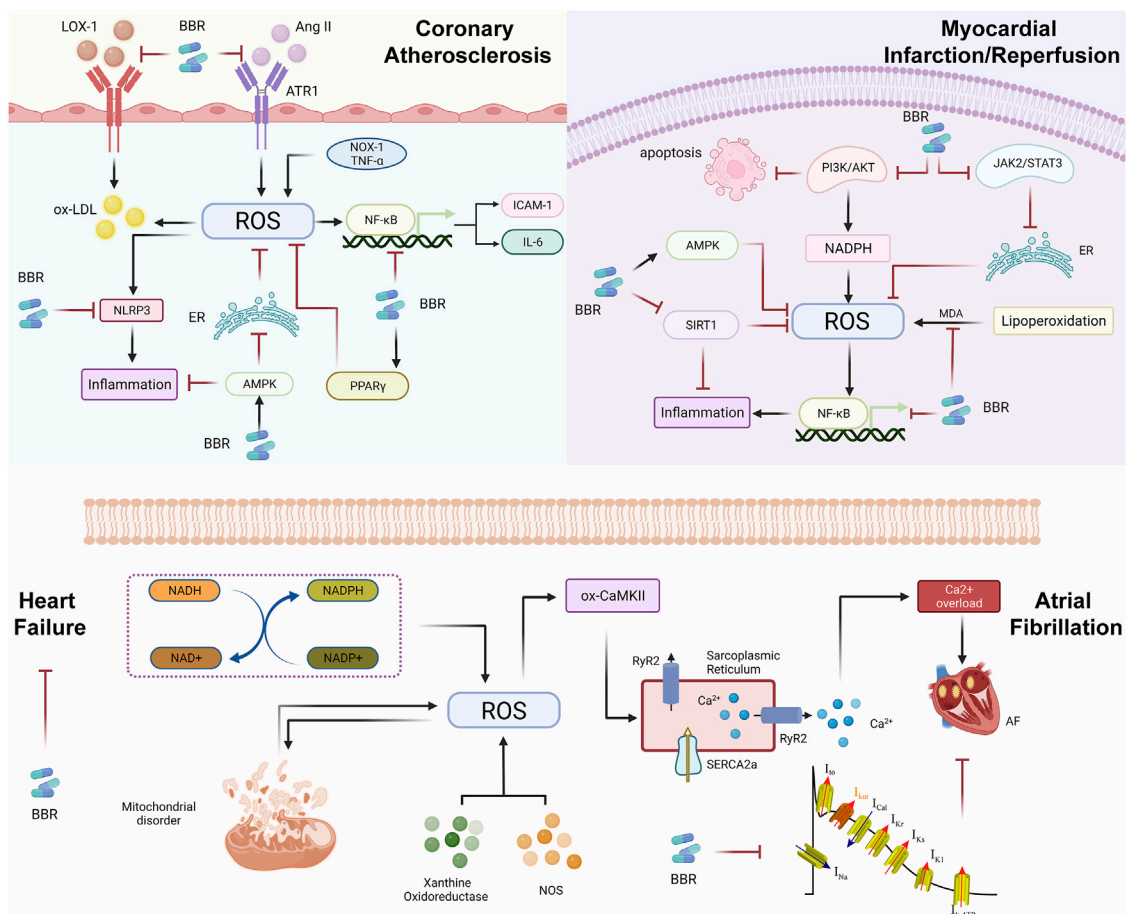 LOX-1
BBR
Ang II
Coronary
Atherosclerosis
ATR1
NOX-1
TNF-α
ox-LDL
ROS
NF-κB
ICAM-1
IL-6
BBR
NLRP3
ER
BBR
Inflammation
AMPK
PPARγ
BBR
Myocardial
Infarction/Reperfusion
BBR
apoptosis
PI3K/AKT
JAK2/STAT3
AMPK
NADPH
ER
BBR
SIRT1
ROS
MDA
Lipoperoxidation
Inflammation
NF-κB
BBR
Heart
Failure
NADH
NADPH
NAD+
NADP+
BBR
ROS
Mitochondrial
disorder
Xanthine
Oxidoreductase
NOS
ox-CaMKII
RyR2
Sarcoplasmic
Reticulum
Ca2+
RyR2
SERCA2a
Ca2+
Ca2+
overload
Atrial
Fibrillation
AF
BBR
Ito
Ikur
ICal
IKr
IKs
IK1
INa